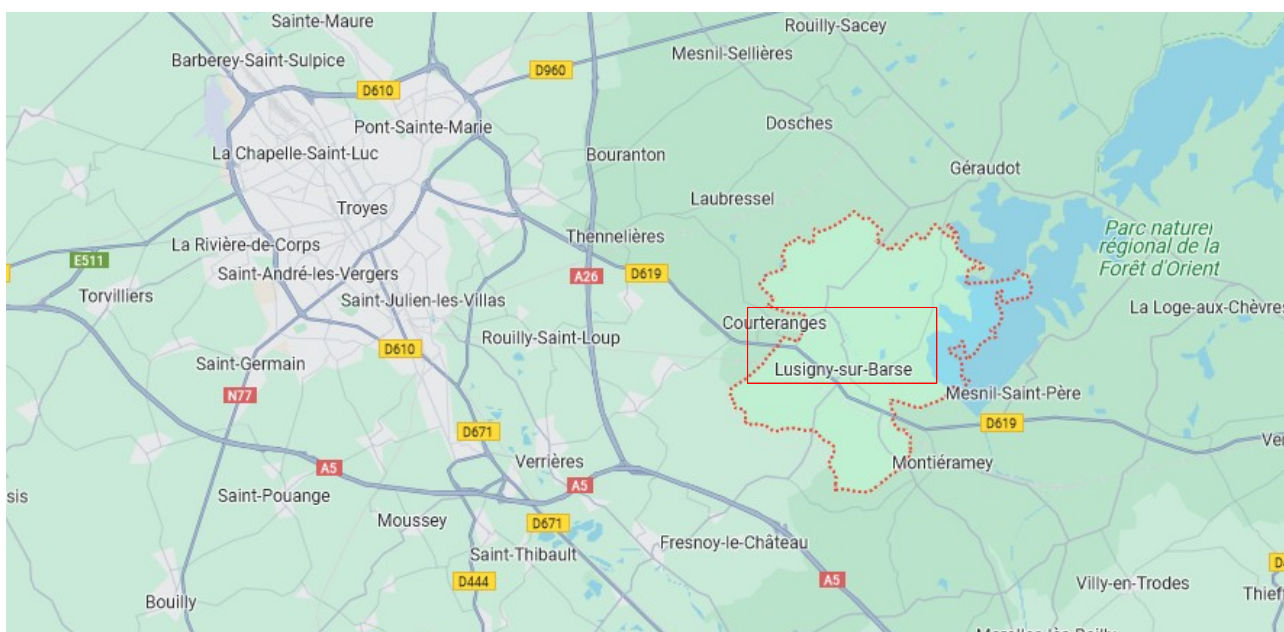 Sainte-Maure
Rouilly-Sacey
Mesnil-Sellières
Barberey-Saint-Sulpice
D960
D610
Pont-Sainte-Marie
Dosches
La Chapelle-Saint-Luc
Bouranton
Géraudot
Laubressel
Troyes
Parc naturel
régional de la
Forêt d'Orient
La Rivière-de-Corps
Thennelières
E511
Saint-André-les-Vergers
A26
D619
Torvilliers
Saint-Julien-les-Villas
La Loge-aux-Chèvres
Courteranges
Rouilly-Saint-Loup
D610
Saint-Germain
Lusigny-sur-Barse
N77
Mesnil-Saint-Père
D619
D671
Verrières
Montiéramey
A5
A5
sis
Saint-Pouange
Moussey
D671
Saint-Thibault
Fresnoy-le-Château
D444
A5
Villy-en-Trodes
Bouilly